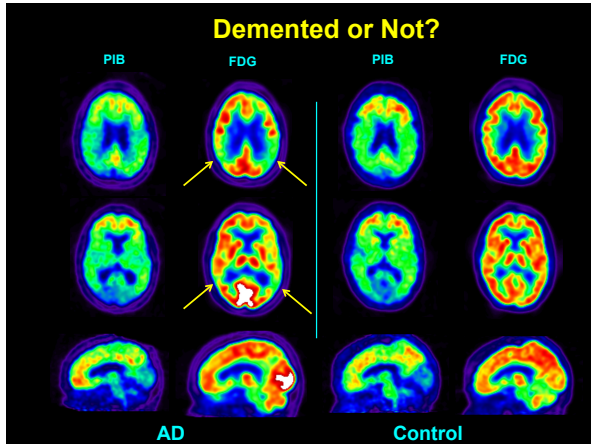 Demented or Not?
PIB FDG PIB FDG
AD Control